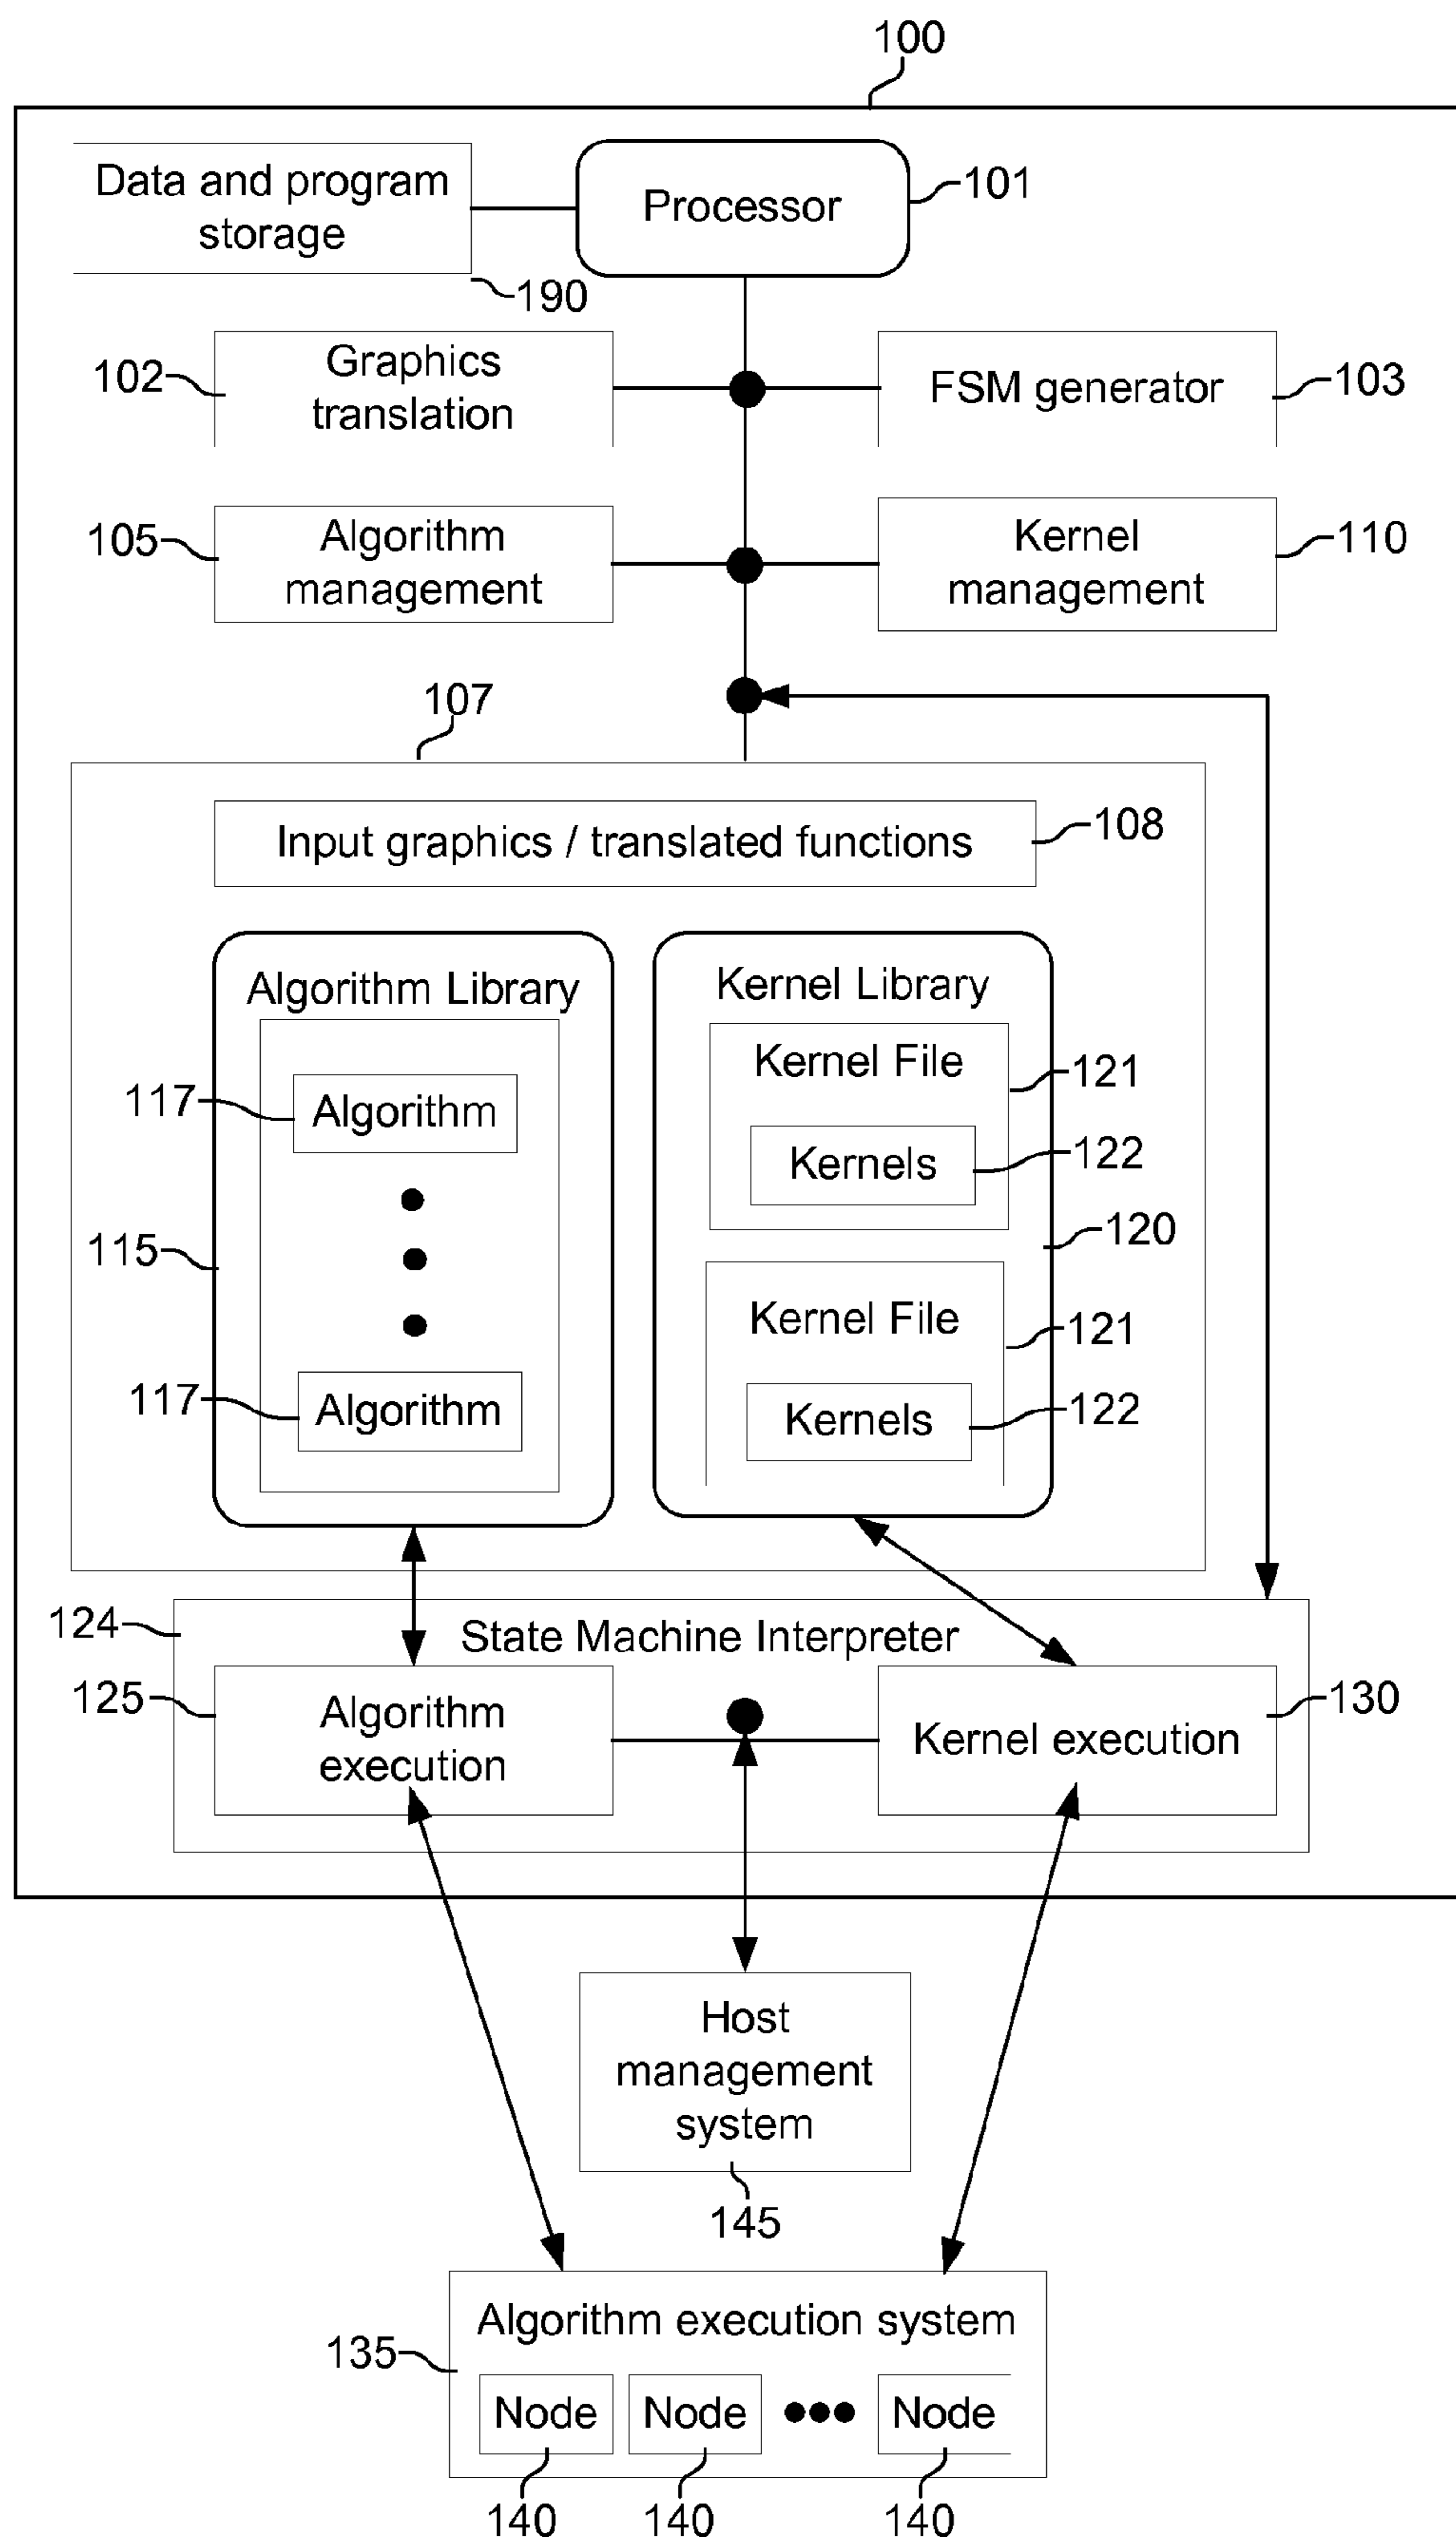 100
Data and program
storage
190
Processor
101
102
Graphics
translation
FSM generator
103
105
Algorithm
management
Kernel
management
110
107
Input graphics / translated functions
108
Algorithm Library
117
Algorithm
115
117
Algorithm
Kernel Library
Kernel File
121
Kernels
122
120
Kernel File
121
Kernels
122
124
State Machine Interpreter
125
Algorithm
execution
Kernel execution
130
Host
management
system
145
Algorithm execution system
135
Node
Node
Node
140
140
140